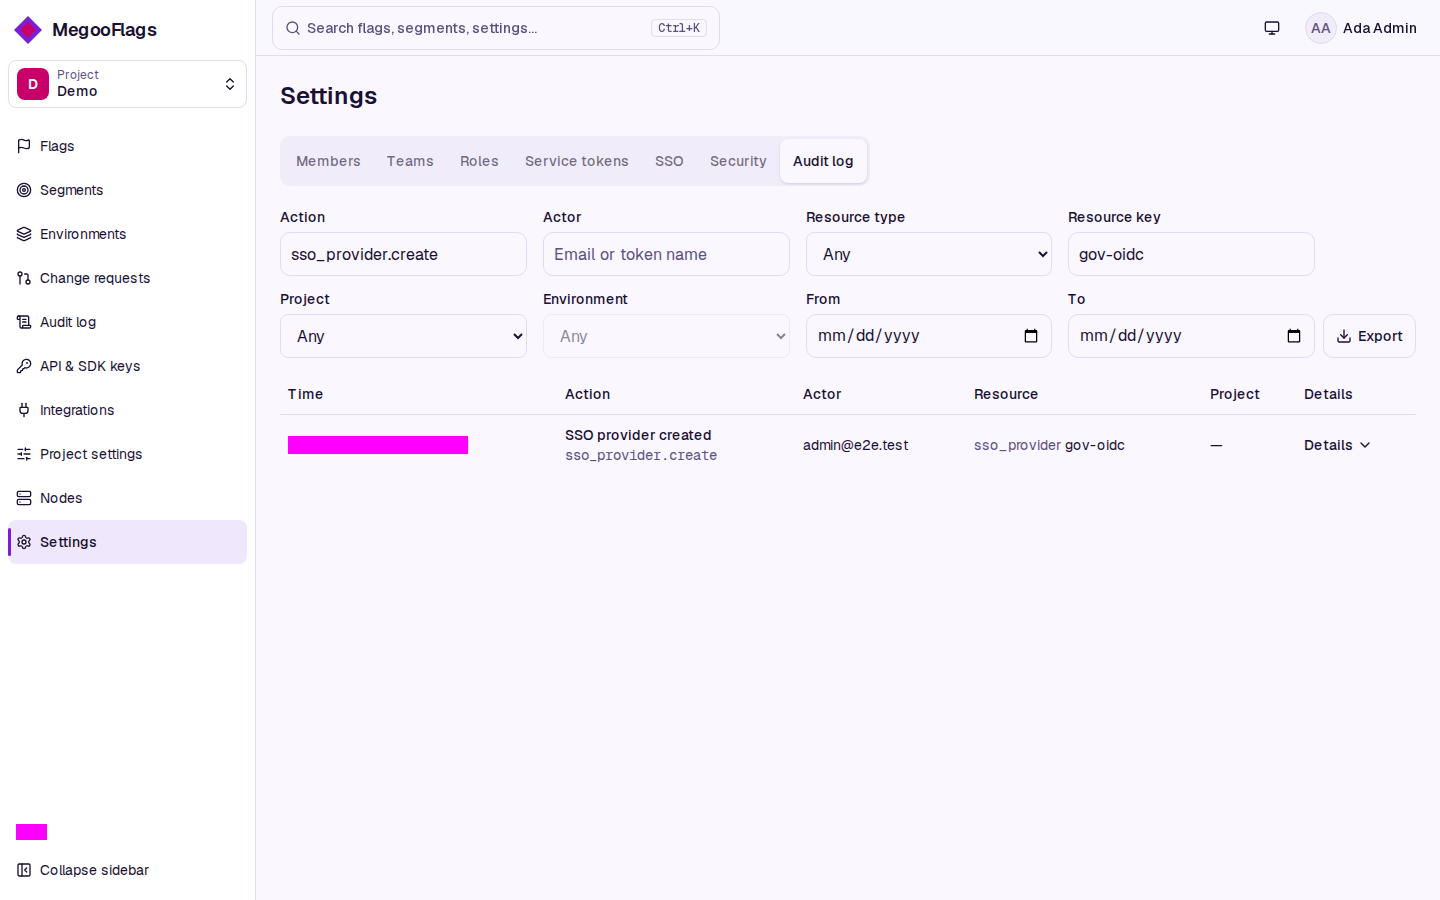 MegooFlags
Search flags, segments, settings...
Ctrl+K
AA
Ada Admin
D
Project
Demo
Flags
Segments
Environments
Change requests
Audit log
API & SDK keys
Integrations
Project settings
Nodes
Settings
Collapse sidebar
Settings
Members Teams Roles Service tokens SSO Security Audit log
Action Actor Resource type Resource key
sso_provider.create Email or token name Any gov-oidc
Project Environment From To
Any Any mm/dd/yyyy mm/dd/yyyy Export
Time Action Actor Resource Project Details
SSO provider created
sso_provider.create
admin@e2e.test sso_provider gov-oidc — Details